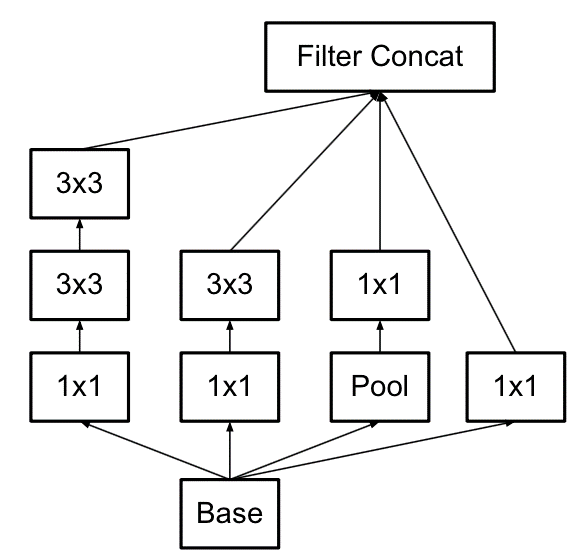 Filter Concat
3x3
3x3
3x3
1x1
1x1
1x1
Pool
1x1
Base